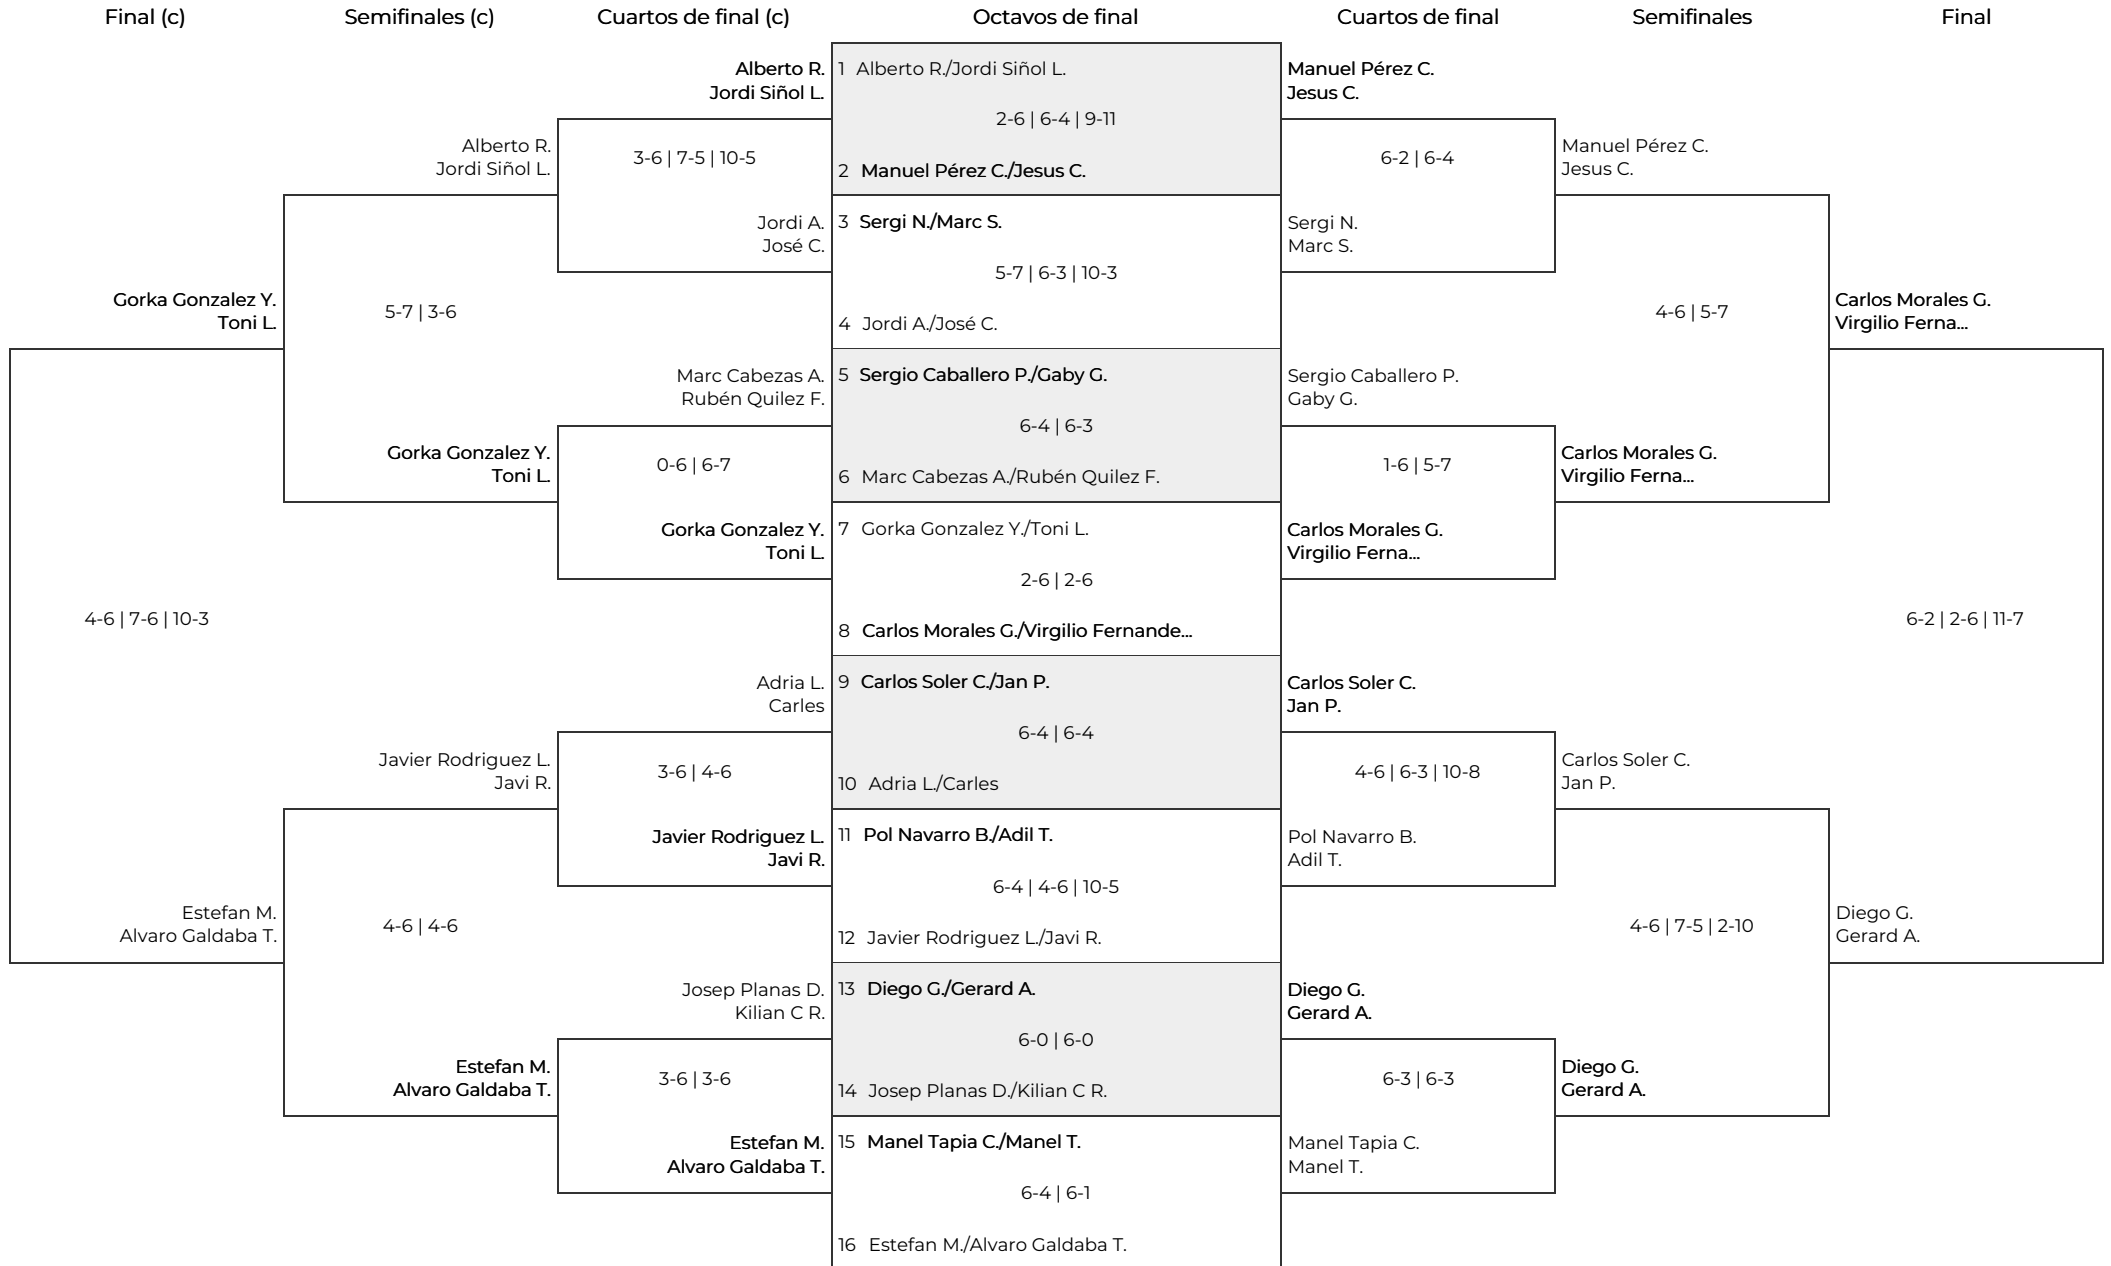 Final (c)
Semifinales (c)
Cuartos de final (c)
Octavos de final
Cuartos de final
Semifinales
Final
Gorka Gonzalez Y.
Toni L.
4-6 | 7-6 | 10-3
Estefan M.
Alvaro Galdaba T.
Alberto R.
Jordi Siñol L.
5-7 | 3-6
Gorka Gonzalez Y.
Toni L.
Javier Rodriguez L.
Javi R.
4-6 | 4-6
Estefan M.
Alvaro Galdaba T.
Alberto R.
Jordi Siñol L.
3-6 | 7-5 | 10-5
Jordi A.
José C.
Marc Cabezas A.
Rubén Quilez F.
0-6 | 6-7
Gorka Gonzalez Y.
Toni L.
Adria L.
Carles
3-6 | 4-6
Javier Rodriguez L.
Javi R.
Josep Planas D.
Kilian C R.
3-6 | 3-6
Estefan M.
Alvaro Galdaba T.
1 Alberto R./Jordi Siñol L.
2-6 | 6-4 | 9-11
2 Manuel Pérez C./Jesus C.
3 Sergi N./Marc S.
5-7 | 6-3 | 10-3
4 Jordi A./José C.
5 Sergio Caballero P./Gaby G.
6-4 | 6-3
6 Marc Cabezas A./Rubén Quilez F.
7 Gorka Gonzalez Y./Toni L.
2-6 | 2-6
8 Carlos Morales G./Virgilio Fernande...
9 Carlos Soler C./Jan P.
6-4 | 6-4
10 Adria L./Carles
11 Pol Navarro B./Adil T.
6-4 | 4-6 | 10-5
12 Javier Rodriguez L./Javi R.
13 Diego G./Gerard A.
6-0 | 6-0
14 Josep Planas D./Kilian C R.
15 Manel Tapia C./Manel T.
6-4 | 6-1
16 Estefan M./Alvaro Galdaba T.
Manuel Pérez C.
Jesus C.
6-2 | 6-4
Sergi N.
Marc S.
Sergio Caballero P.
Gaby G.
1-6 | 5-7
Carlos Morales G.
Virgilio Ferna...
Carlos Soler C.
Jan P.
4-6 | 6-3 | 10-8
Pol Navarro B.
Adil T.
Diego G.
Gerard A.
6-3 | 6-3
Manel Tapia C.
Manel T.
Manuel Pérez C.
Jesus C.
4-6 | 5-7
Carlos Morales G.
Virgilio Ferna...
Carlos Soler C.
Jan P.
4-6 | 7-5 | 2-10
Diego G.
Gerard A.
Carlos Morales G.
Virgilio Ferna...
6-2 | 2-6 | 11-7
Diego G.
Gerard A.